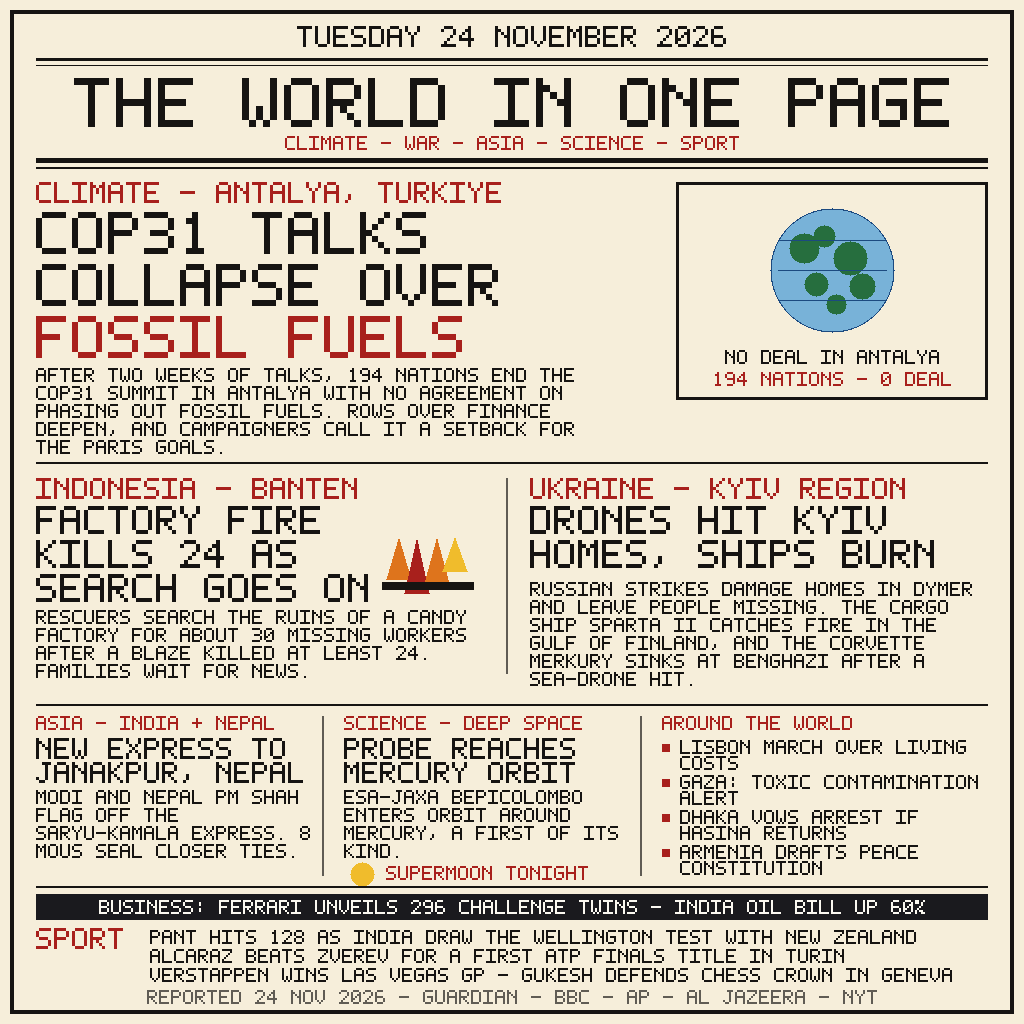 TUESDAY 24 NOVEMBER 2026
THE WORLD IN ONE PAGE
CLIMATE – WAR – ASIA – SCIENCE – SPORT
CLIMATE – ANTALYA, TURKIYE
COP31 TALKS
COLLAPSE OVER
FOSSIL FUELS
AFTER TWO WEEKS OF TALKS, 194 NATIONS END THE
COP31 SUMMIT IN ANTALYA WITH NO AGREEMENT ON
PHASING OUT FOSSIL FUELS. ROWS OVER FINANCE
DEEPEN, AND CAMPAIGNERS CALL IT A SETBACK FOR
THE PARIS GOALS.
NO DEAL IN ANTALYA
194 NATIONS – 0 DEAL
INDONESIA – BANTEN
FACTORY FIRE
KILLS 24 AS
SEARCH GOES ON
RESCUERS SEARCH THE RUINS OF A CANDY
FACTORY FOR ABOUT 30 MISSING WORKERS
AFTER A BLAZE KILLED AT LEAST 24.
FAMILIES WAIT FOR NEWS.
UKRAINE – KYIV REGION
DRONES HIT KYIV
HOMES, SHIPS BURN
RUSSIAN STRIKES DAMAGE HOMES IN DYMER
AND LEAVE PEOPLE MISSING. THE CARGO
SHIP SPARTA II CATCHES FIRE IN THE
GULF OF FINLAND, AND THE CORVETTE
MERKURY SINKS AT BENGHAZI AFTER A
SEA-DRONE HIT.
ASIA – INDIA + NEPAL
NEW EXPRESS TO
JANAKPUR, NEPAL
MODI AND NEPAL PM SHAH
FLAG OFF THE
SARYU-KAMALA EXPRESS. 8
MOUS SEAL CLOSER TIES.
SCIENCE – DEEP SPACE
PROBE REACHES
MERCURY ORBIT
ESA-JAXA BEPICOLOMBO
ENTERS ORBIT AROUND
MERCURY, A FIRST OF ITS
KIND.
SUPERMOON TONIGHT
AROUND THE WORLD
LISBON MARCH OVER LIVING
COSTS
GAZA: TOXIC CONTAMINATION
ALERT
DHAKA VOWS ARREST IF
HASINA RETURNS
ARMENIA DRAFTS PEACE
CONSTITUTION
BUSINESS: FERRARI UNVEILS 296 CHALLENGE TWINS – INDIA OIL BILL UP 60%
SPORT
PANT HITS 128 AS INDIA DRAW THE WELLINGTON TEST WITH NEW ZEALAND
ALCARAZ BEATS ZVEREV FOR A FIRST ATP FINALS TITLE IN TURIN
VERSTAPPEN WINS LAS VEGAS GP – GUKESH DEFENDS CHESS CROWN IN GENEVA
REPORTED 24 NOV 2026 – GUARDIAN – BBC – AP – AL JAZEERA – NYT